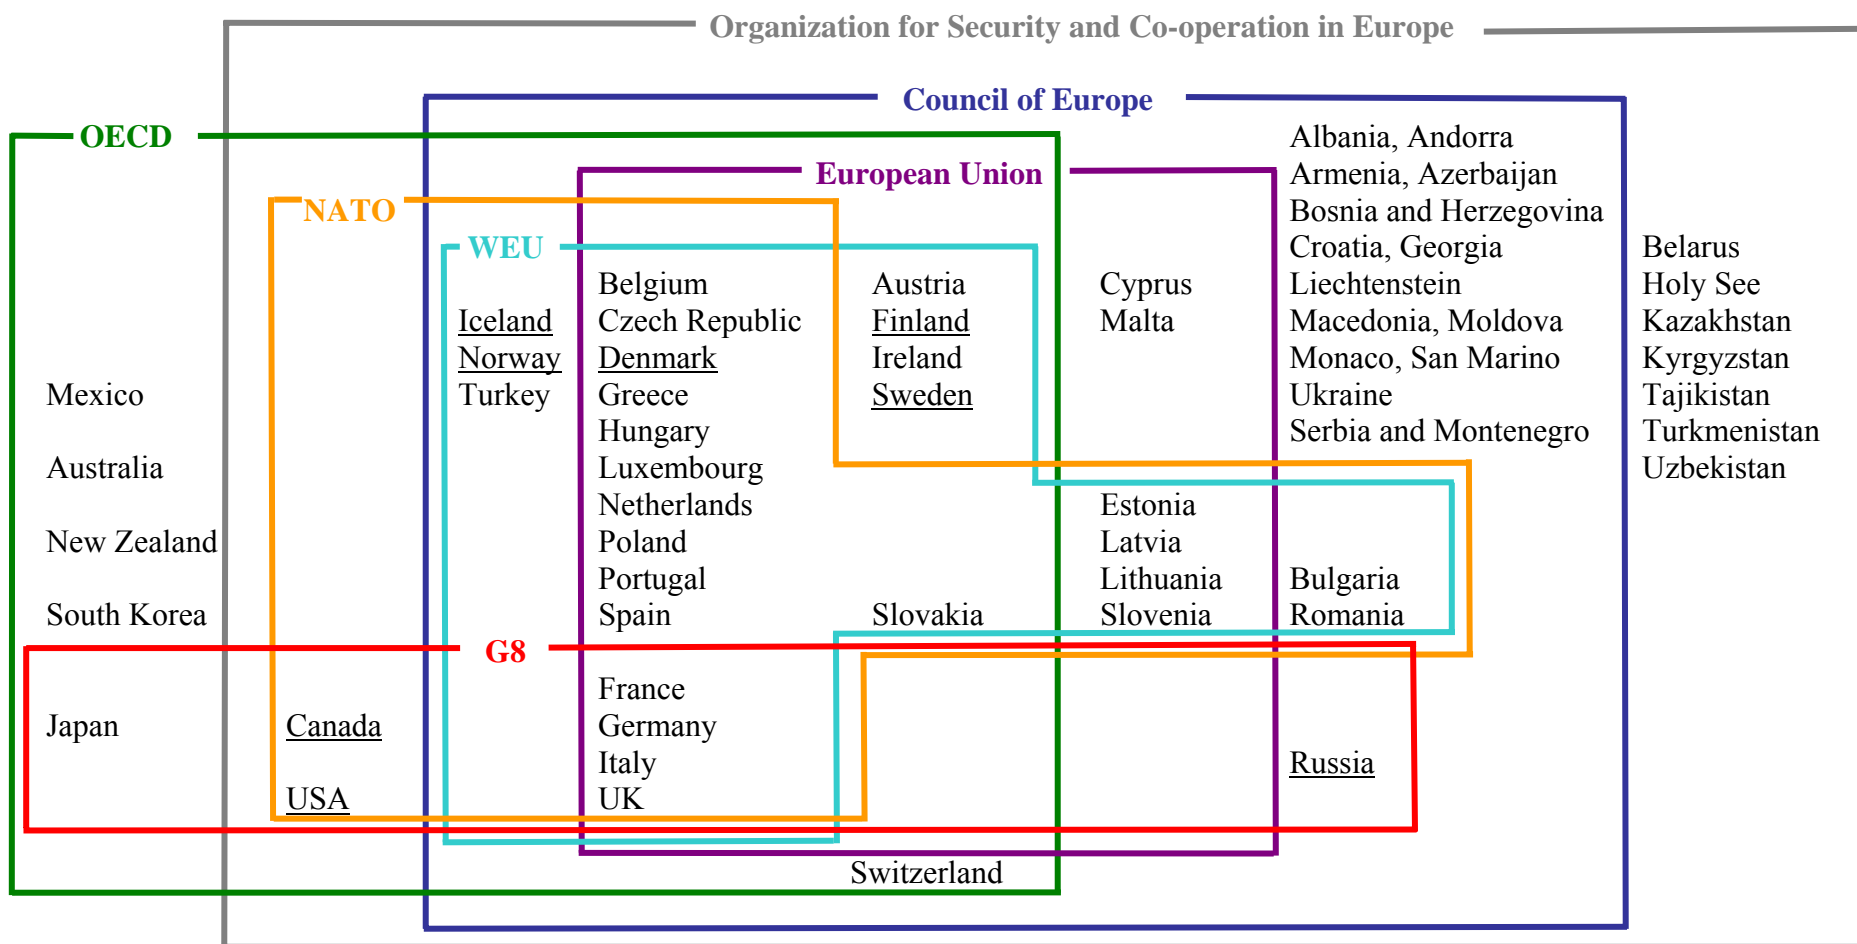 Organization for Security and Co-operation in Europe
Council of Europe
OECD
European Union
NATO
WEU
G8
Mexico
Australia
New Zealand
South Korea
Japan
Canada
USA
Iceland
Norway
Turkey
Belgium
Czech Republic
Denmark
Greece
Hungary
Luxembourg
Netherlands
Poland
Portugal
Spain
France
Germany
Italy
UK
Austria
Finland
Ireland
Sweden
Slovakia
Switzerland
Cyprus
Malta
Estonia
Latvia
Lithuania
Slovenia
Albania, Andorra
Armenia, Azerbaijan
Bosnia and Herzegovina
Croatia, Georgia
Liechtenstein
Macedonia, Moldova
Monaco, San Marino
Ukraine
Serbia and Montenegro
Bulgaria
Romania
Russia
Belarus
Holy See
Kazakhstan
Kyrgyzstan
Tajikistan
Turkmenistan
Uzbekistan